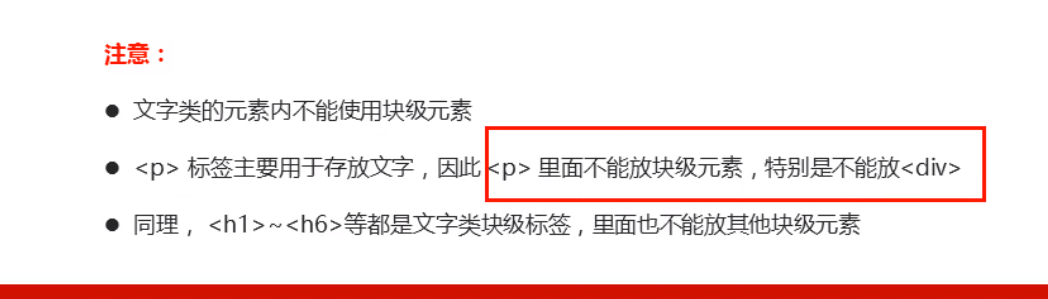 注意：
● 文字类的元素内不能使用块级元素
● <p> 标签主要用于存放文字，因此 <p> 里面不能放块级元素，特别是不能放<div>
● 同理， <h1>~<h6>等都是文字类块级标签，里面也不能放其他块级元素